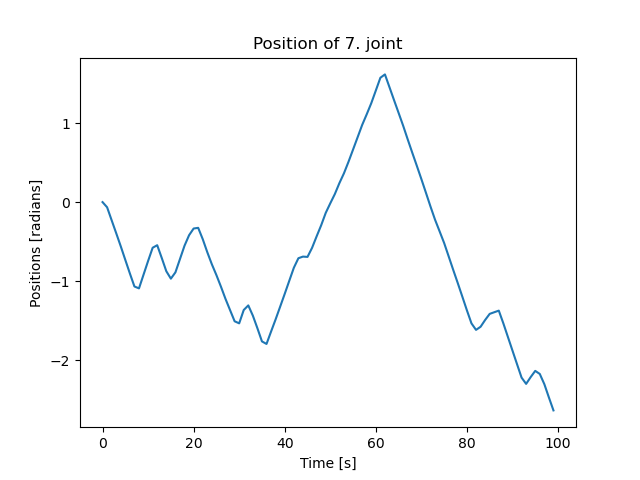 Position of 7. joint
1
0
−1
−2
Positions [radians]
0 20 40 60 80 100
Time [s]